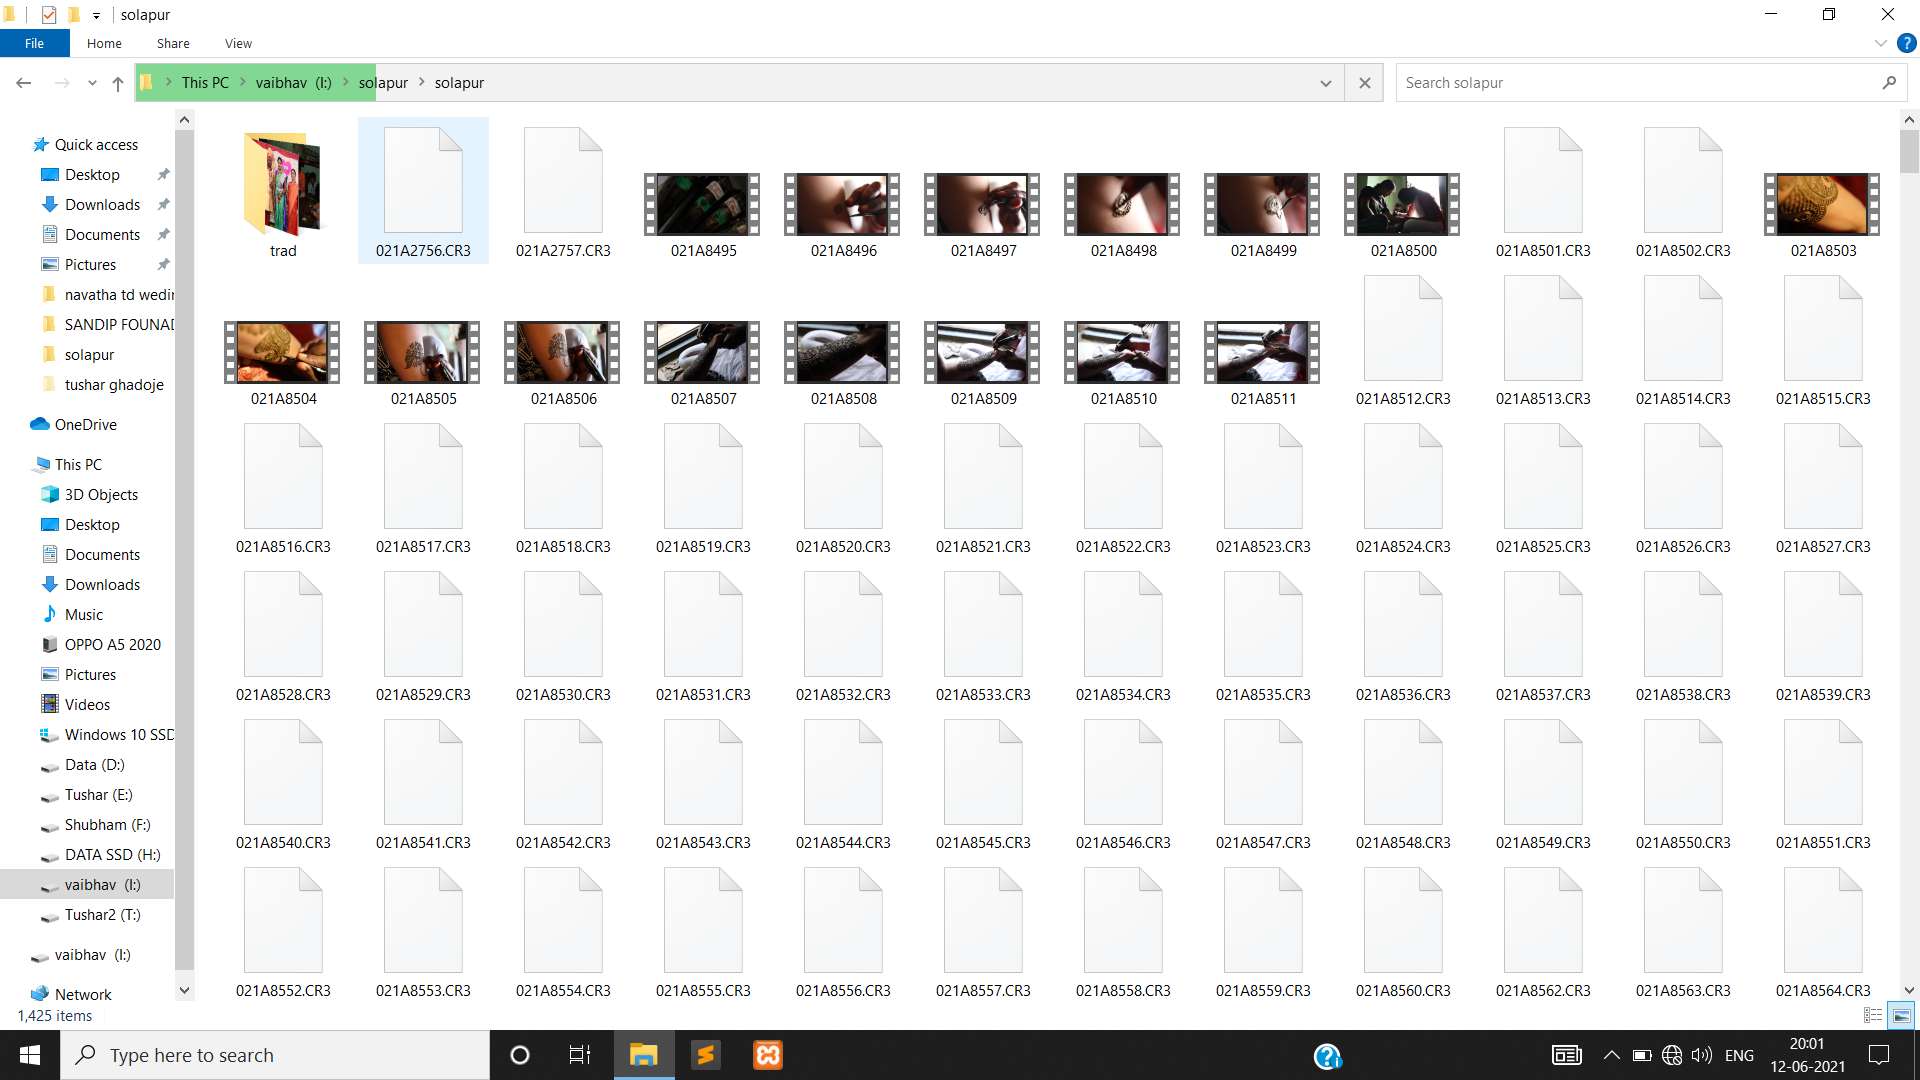 solapur
File Home Share View
This PC vaibhav (I:) solapur solapur
Search solapur
Quick access
Desktop
Downloads
Documents
Pictures
navatha td wedin
SANDIP FOUNAD
solapur
tushar ghadoje
OneDrive
This PC
3D Objects
Desktop
Documents
Downloads
Music
OPPO A5 2020
Pictures
Videos
Windows 10 SSD
Data (D:)
Tushar (E:)
Shubham (F:)
DATA SSD (H:)
vaibhav (I:)
Tushar2 (T:)
vaibhav (I:)
Network
trad 021A2756.CR3 021A2757.CR3 021A8495 021A8496 021A8497 021A8498 021A8499 021A8500 021A8501.CR3 021A8502.CR3 021A8503
021A8504 021A8505 021A8506 021A8507 021A8508 021A8509 021A8510 021A8511 021A8512.CR3 021A8513.CR3 021A8514.CR3 021A8515.CR3
021A8516.CR3 021A8517.CR3 021A8518.CR3 021A8519.CR3 021A8520.CR3 021A8521.CR3 021A8522.CR3 021A8523.CR3 021A8524.CR3 021A8525.CR3 021A8526.CR3 021A8527.CR3
021A8528.CR3 021A8529.CR3 021A8530.CR3 021A8531.CR3 021A8532.CR3 021A8533.CR3 021A8534.CR3 021A8535.CR3 021A8536.CR3 021A8537.CR3 021A8538.CR3 021A8539.CR3
021A8540.CR3 021A8541.CR3 021A8542.CR3 021A8543.CR3 021A8544.CR3 021A8545.CR3 021A8546.CR3 021A8547.CR3 021A8548.CR3 021A8549.CR3 021A8550.CR3 021A8551.CR3
021A8552.CR3 021A8553.CR3 021A8554.CR3 021A8555.CR3 021A8556.CR3 021A8557.CR3 021A8558.CR3 021A8559.CR3 021A8560.CR3 021A8562.CR3 021A8563.CR3 021A8564.CR3
1,425 items
Type here to search
ENG
20:01
12-06-2021